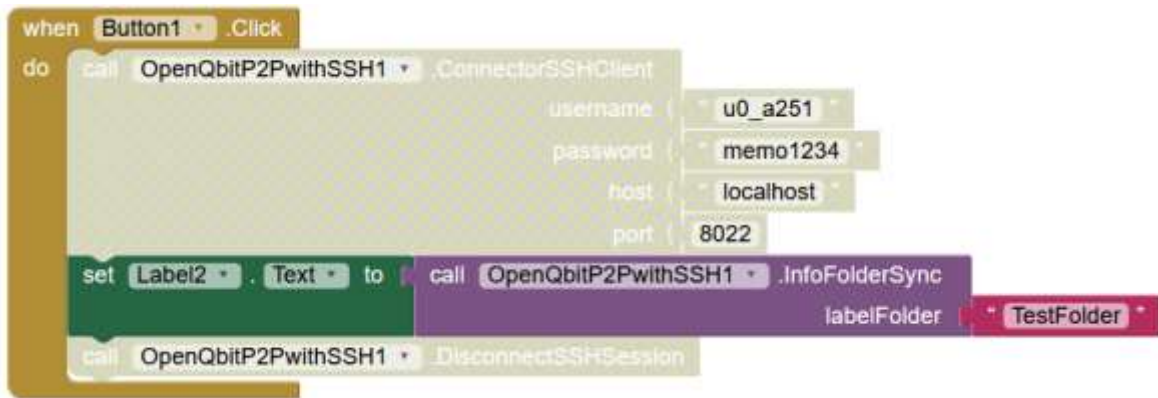 when Button1 .Click
do call OpenQbitP2PwithSSH1 .ConnectorSSHClient
username " u0_a251 "
password " memo1234 "
host " localhost "
port 8022
set Label2 . Text to call OpenQbitP2PwithSSH1 .InfoFolderSync
labelFolder " TestFolder "
call OpenQbitP2PwithSSH1 .DisconnectSSHSession